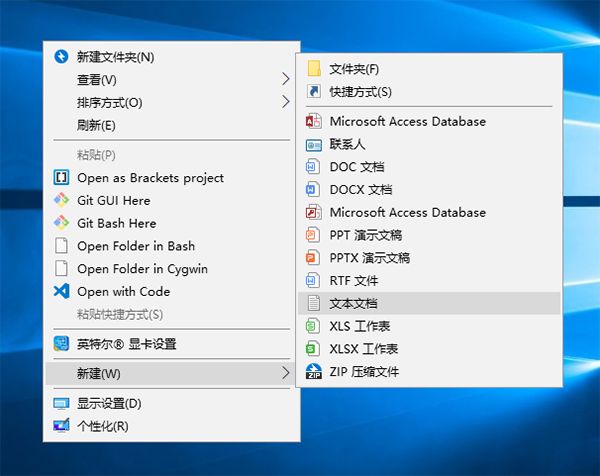 新建文件夹(N)
查看(V)
排序方式(O)
刷新(E)
粘贴(P)
Open as Brackets project
Git GUI Here
Git Bash Here
Open Folder in Bash
Open Folder in Cygwin
Open with Code
粘贴快捷方式(S)
英特尔® 显卡设置
新建(W)
显示设置(D)
个性化(R)
文件夹(F)
快捷方式(S)
Microsoft Access Database
联系人
DOC 文档
DOCX 文档
Microsoft Access Database
PPT 演示文稿
PPTX 演示文稿
RTF 文件
文本文档
XLS 工作表
XLSX 工作表
ZIP 压缩文件